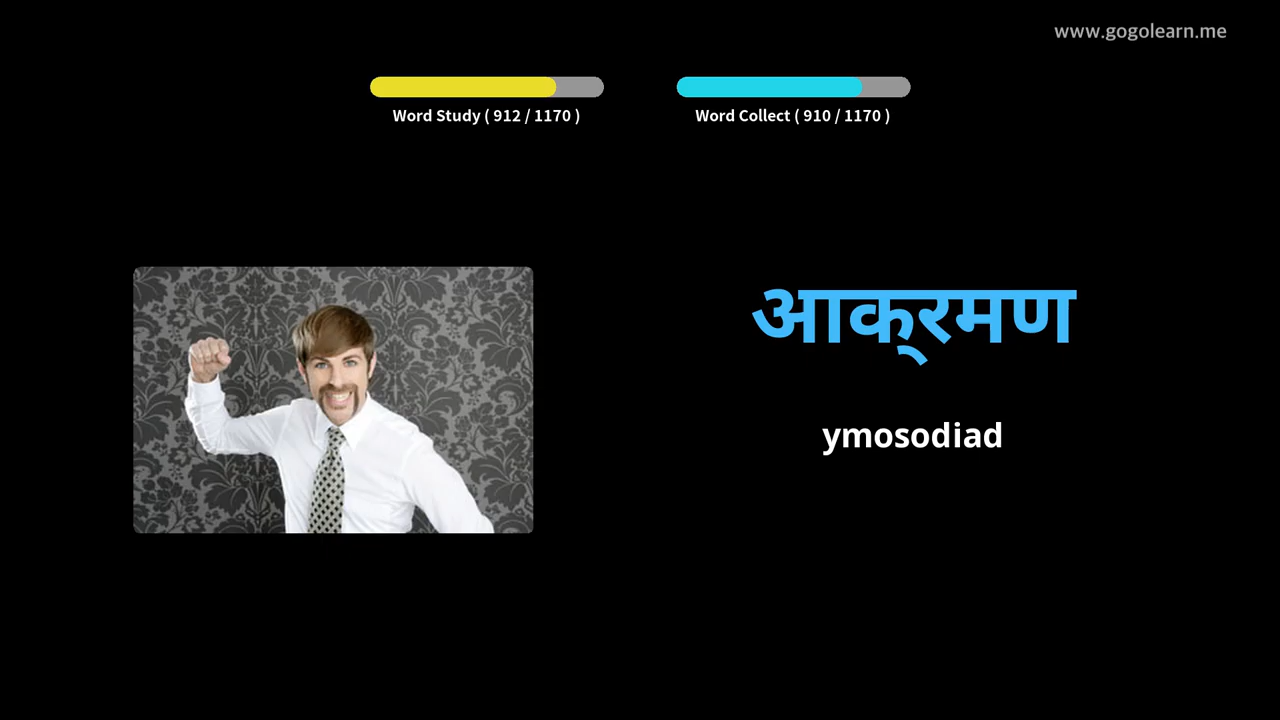 www.gogolearn.me
Word Study ( 912 / 1170 )
Word Collect ( 910 / 1170 )
आक्‌रमण
ymosodiad